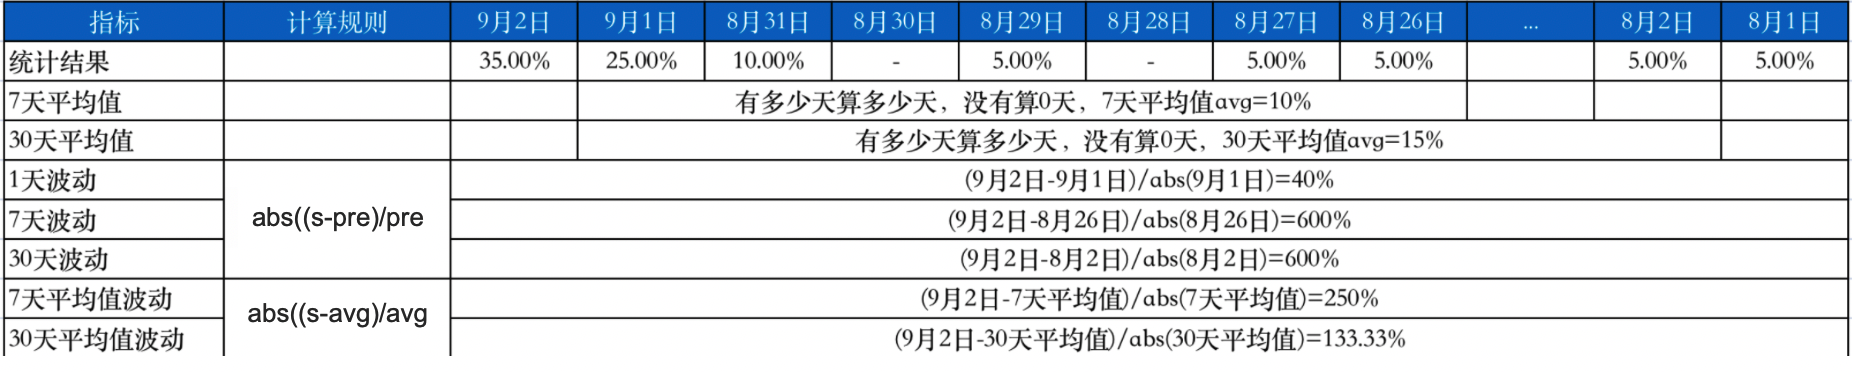 指标 计算规则 9月2日 9月1日 8月31日 8月30日 8月29日 8月28日 8月27日 8月26日 ... 8月2日 8月1日
统计结果 35.00% 25.00% 10.00% - 5.00% - 5.00% 5.00% 5.00% 5.00%
7天平均值 有多少天算多少天，没有算0天，7天平均值avg=10%
30天平均值 有多少天算多少天，没有算0天，30天平均值avg=15%
1天波动 (9月2日-9月1日)/abs(9月1日)=40%
7天波动 abs((s-pre)/pre (9月2日-8月26日)/abs(8月26日)=600%
30天波动 (9月2日-8月2日)/abs(8月2日)=600%
7天平均值波动 abs((s-avg)/avg (9月2日-7天平均值)/abs(7天平均值)=250%
30天平均值波动 (9月2日-30天平均值)/abs(30天平均值)=133.33%